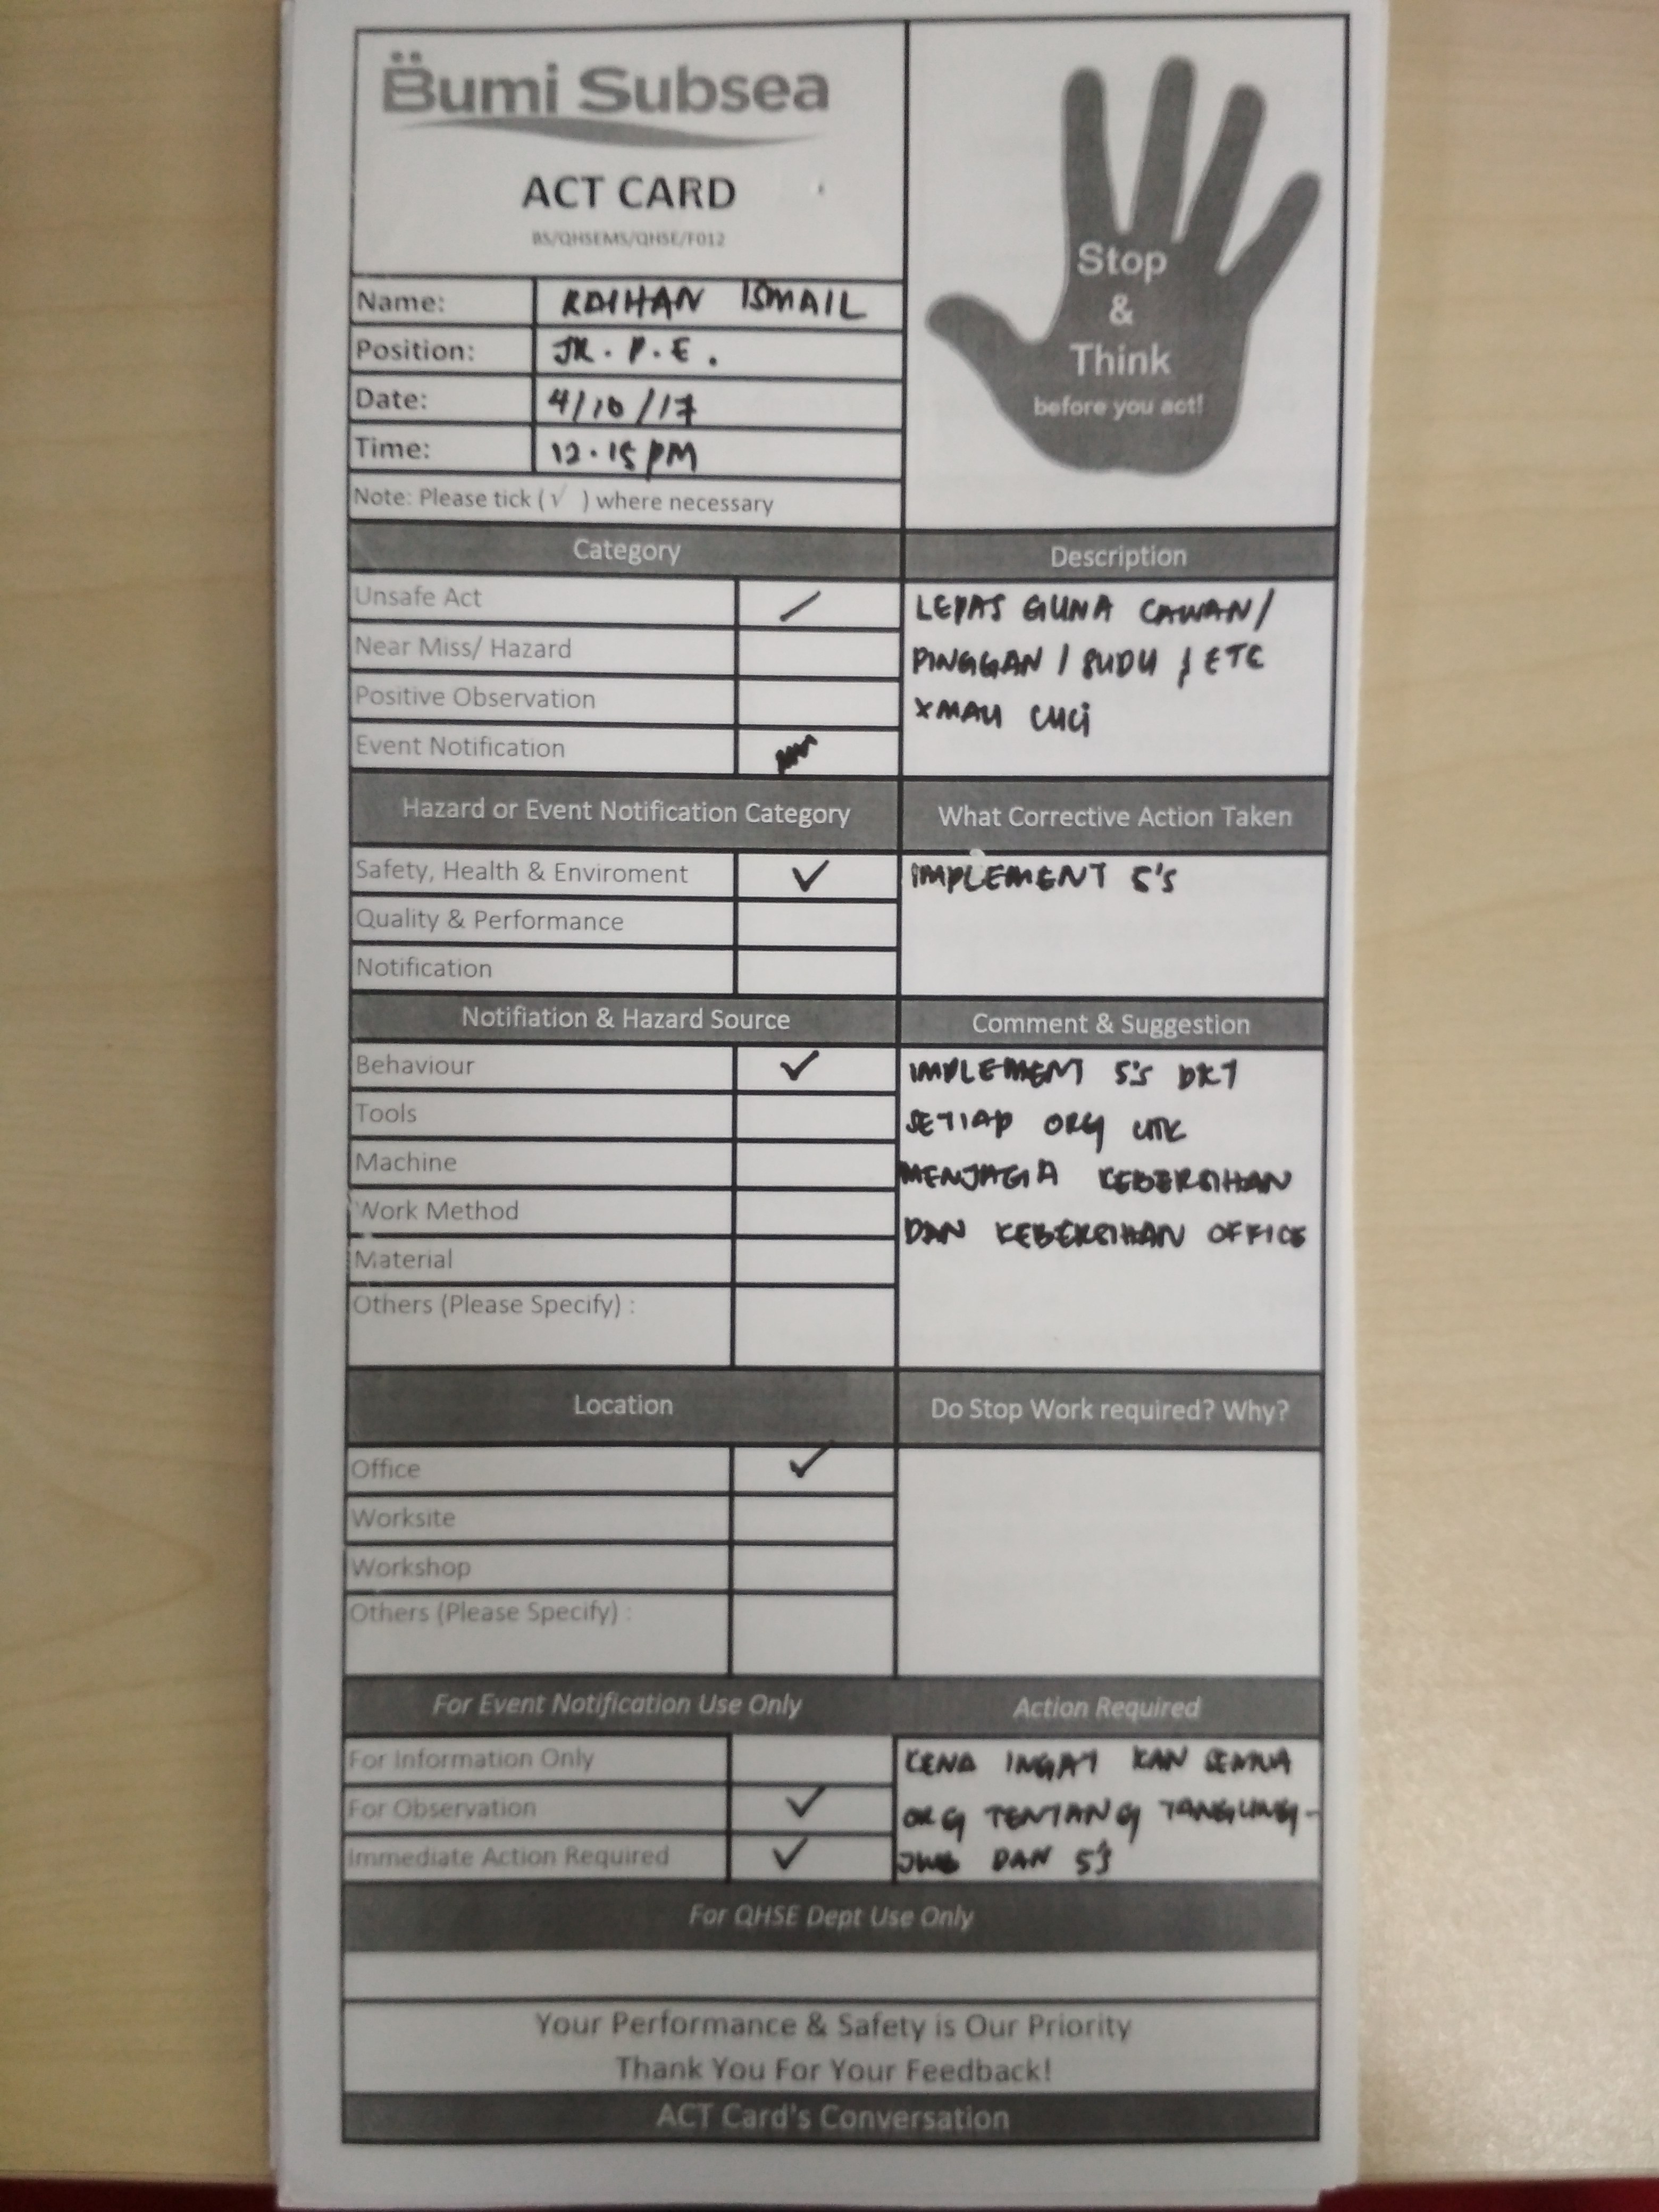 Bumi Subsea
ACT CARD
BS/QHSEMS/QHSE/F012
Stop
&
Think
before you act!
Name: RAIHAN ISMAIL
Position: JR. P.E.
Date: 4/10/17
Time: 12.15 PM
Note: Please tick (√ ) where necessary
Category
Unsafe Act
Near Miss/ Hazard
Positive Observation
Event Notification
Description
LEPAS GUNA CAWAN/
PINGGAN / SUDU / ETC
XMAU CUCI
Hazard or Event Notification Category
Safety, Health & Enviroment ✓
Quality & Performance
Notification
What Corrective Action Taken
IMPLEMENT 5'S
Notifiation & Hazard Source
Behaviour ✓
Tools
Machine
Work Method
Material
Others (Please Specify) :
Comment & Suggestion
IMPLEMENT 5'S DKT
SETIAP ORG UTK
MENJAGA KEBERSIHAN
DAN KEBERSIHAN OFFICE
Location
Office ✓
Worksite
Workshop
Others (Please Specify) :
Do Stop Work required? Why?
For Event Notification Use Only
For Information Only
For Observation ✓
Immediate Action Required ✓
Action Required
KENA INGAT KAN SEMUA
ORG TENTANG TANGUNG-
JWB DAN 5'S
For QHSE Dept Use Only
Your Performance & Safety is Our Priority
Thank You For Your Feedback!
ACT Card's Conversation